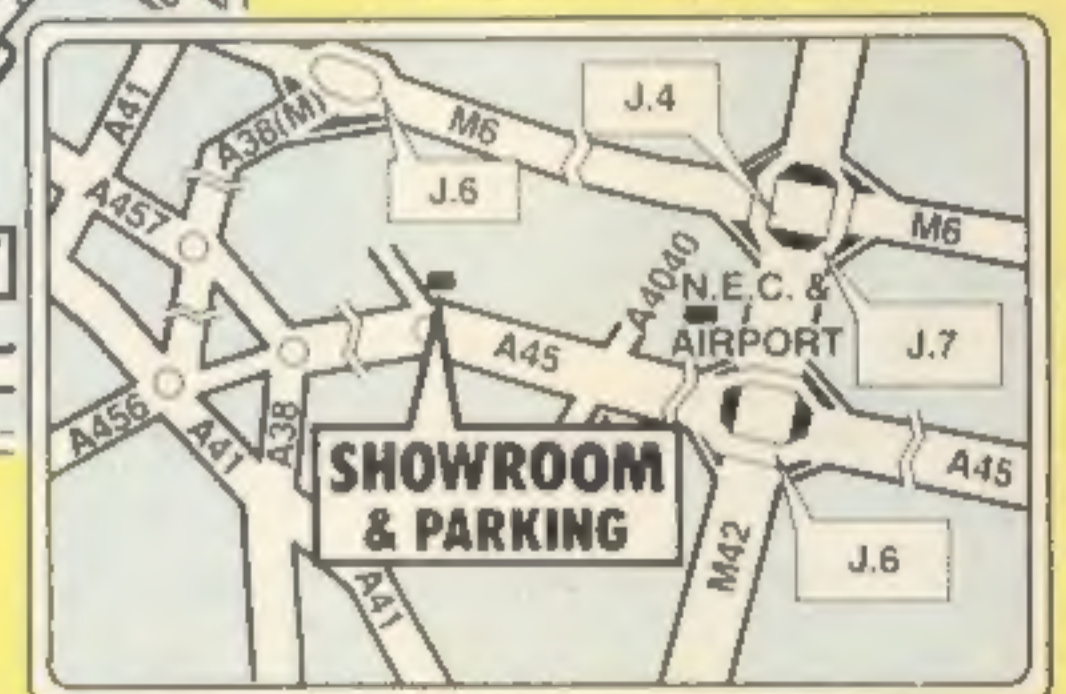 A41
A38(M)
M6
J.4
J.6
A457
M6
A4040
N.E.C. &
AIRPORT
J.7
A45
A456
A41
A38
SHOWROOM
& PARKING
A45
M42
J.6
A41